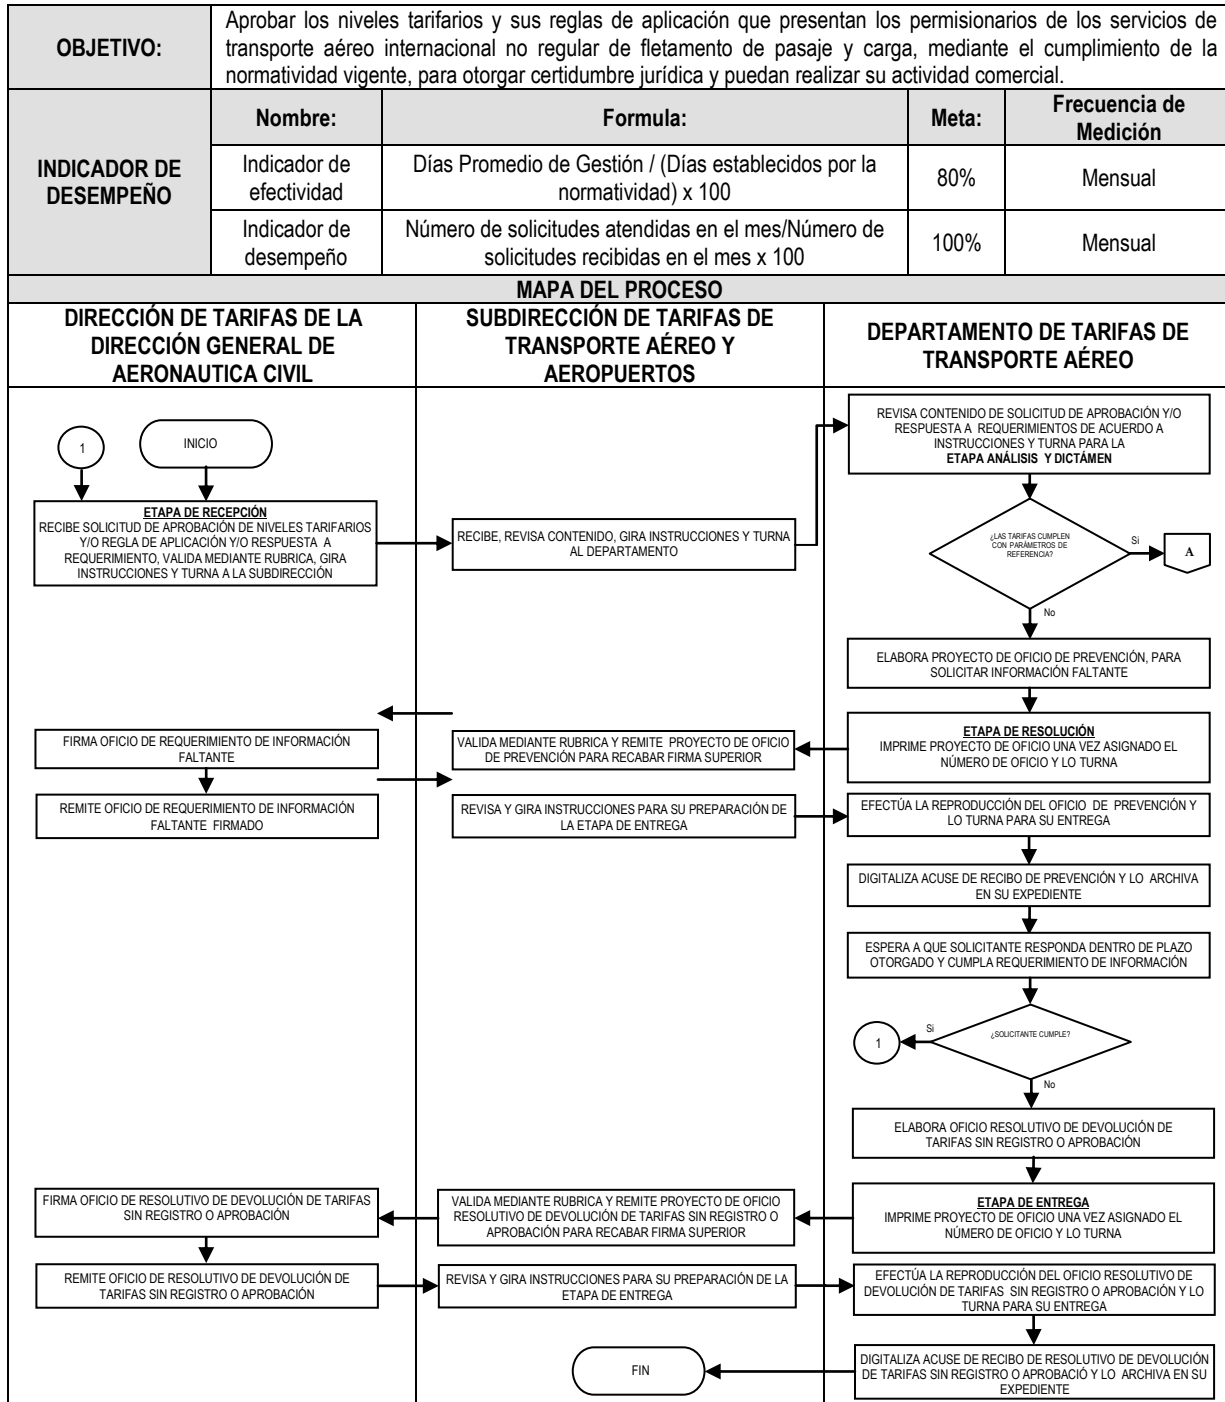 OBJETIVO:
Aprobar los niveles tarifarios y sus reglas de aplicación que presentan los permisionarios de los servicios de
transporte aéreo internacional no regular de fletamento de pasaje y carga, mediante el cumplimiento de la
normatividad vigente, para otorgar certidumbre jurídica y puedan realizar su actividad comercial.
INDICADOR DE
DESEMPEÑO
Nombre:
Formula:
Meta:
Frecuencia de
Medición
Indicador de
efectividad
Días Promedio de Gestión / (Días establecidos por la
normatividad) x 100
80%
Mensual
Indicador de
desempeño
Número de solicitudes atendidas en el mes/Número de
solicitudes recibidas en el mes x 100
100%
Mensual
MAPA DEL PROCESO
DIRECCIÓN DE TARIFAS DE LA
DIRECCIÓN GENERAL DE
AERONAUTICA CIVIL
SUBDIRECCIÓN DE TARIFAS DE
TRANSPORTE AÉREO Y
AEROPUERTOS
DEPARTAMENTO DE TARIFAS DE
TRANSPORTE AÉREO
1
INICIO
ETAPA DE RECEPCIÓN
RECIBE SOLICITUD DE APROBACIÓN DE NIVELES TARIFARIOS
Y/O REGLA DE APLICACIÓN Y/O RESPUESTA A
REQUERIMIENTO, VALIDA MEDIANTE RUBRICA, GIRA
INSTRUCCIONES Y TURNA A LA SUBDIRECCIÓN
RECIBE, REVISA CONTENIDO, GIRA INSTRUCCIONES Y TURNA
AL DEPARTAMENTO
REVISA CONTENIDO DE SOLICITUD DE APROBACIÓN Y/O
RESPUESTA A REQUERIMIENTOS DE ACUERDO A
INSTRUCCIONES Y TURNA PARA LA
ETAPA ANÁLISIS Y DICTÁMEN
¿LAS TARIFAS CUMPLEN
CON PARÁMETROS DE
REFERENCIA?
Si
A
No
ELABORA PROYECTO DE OFICIO DE PREVENCIÓN, PARA
SOLICITAR INFORMACIÓN FALTANTE
ETAPA DE RESOLUCIÓN
IMPRIME PROYECTO DE OFICIO UNA VEZ ASIGNADO EL
NÚMERO DE OFICIO Y LO TURNA
VALIDA MEDIANTE RUBRICA Y REMITE PROYECTO DE OFICIO
DE PREVENCIÓN PARA RECABAR FIRMA SUPERIOR
FIRMA OFICIO DE REQUERIMIENTO DE INFORMACIÓN
FALTANTE
REMITE OFICIO DE REQUERIMIENTO DE INFORMACIÓN
FALTANTE FIRMADO
REVISA Y GIRA INSTRUCCIONES PARA SU PREPARACIÓN DE
LA ETAPA DE ENTREGA
EFECTÚA LA REPRODUCCIÓN DEL OFICIO DE PREVENCIÓN Y
LO TURNA PARA SU ENTREGA
DIGITALIZA ACUSE DE RECIBO DE PREVENCIÓN Y LO ARCHIVA
EN SU EXPEDIENTE
ESPERA A QUE SOLICITANTE RESPONDA DENTRO DE PLAZO
OTORGADO Y CUMPLA REQUERIMIENTO DE INFORMACIÓN
¿SOLICITANTE CUMPLE?
Si
1
No
ELABORA OFICIO RESOLUTIVO DE DEVOLUCIÓN DE
TARIFAS SIN REGISTRO O APROBACIÓN
ETAPA DE ENTREGA
IMPRIME PROYECTO DE OFICIO UNA VEZ ASIGNADO EL
NÚMERO DE OFICIO Y LO TURNA
VALIDA MEDIANTE RUBRICA Y REMITE PROYECTO DE OFICIO
RESOLUTIVO DE DEVOLUCIÓN DE TARIFAS SIN REGISTRO O
APROBACIÓN PARA RECABAR FIRMA SUPERIOR
FIRMA OFICIO DE RESOLUTIVO DE DEVOLUCIÓN DE TARIFAS
SIN REGISTRO O APROBACIÓN
REMITE OFICIO DE RESOLUTIVO DE DEVOLUCIÓN DE
TARIFAS SIN REGISTRO O APROBACIÓN
REVISA Y GIRA INSTRUCCIONES PARA SU PREPARACIÓN DE LA
ETAPA DE ENTREGA
EFECTÚA LA REPRODUCCIÓN DEL OFICIO RESOLUTIVO DE
DEVOLUCIÓN DE TARIFAS SIN REGISTRO O APROBACIÓN Y LO
TURNA PARA SU ENTREGA
DIGITALIZA ACUSE DE RECIBO DE RESOLUTIVO DE DEVOLUCIÓN
DE TARIFAS SIN REGISTRO O APROBACIÓ Y LO ARCHIVA EN SU
EXPEDIENTE
FIN